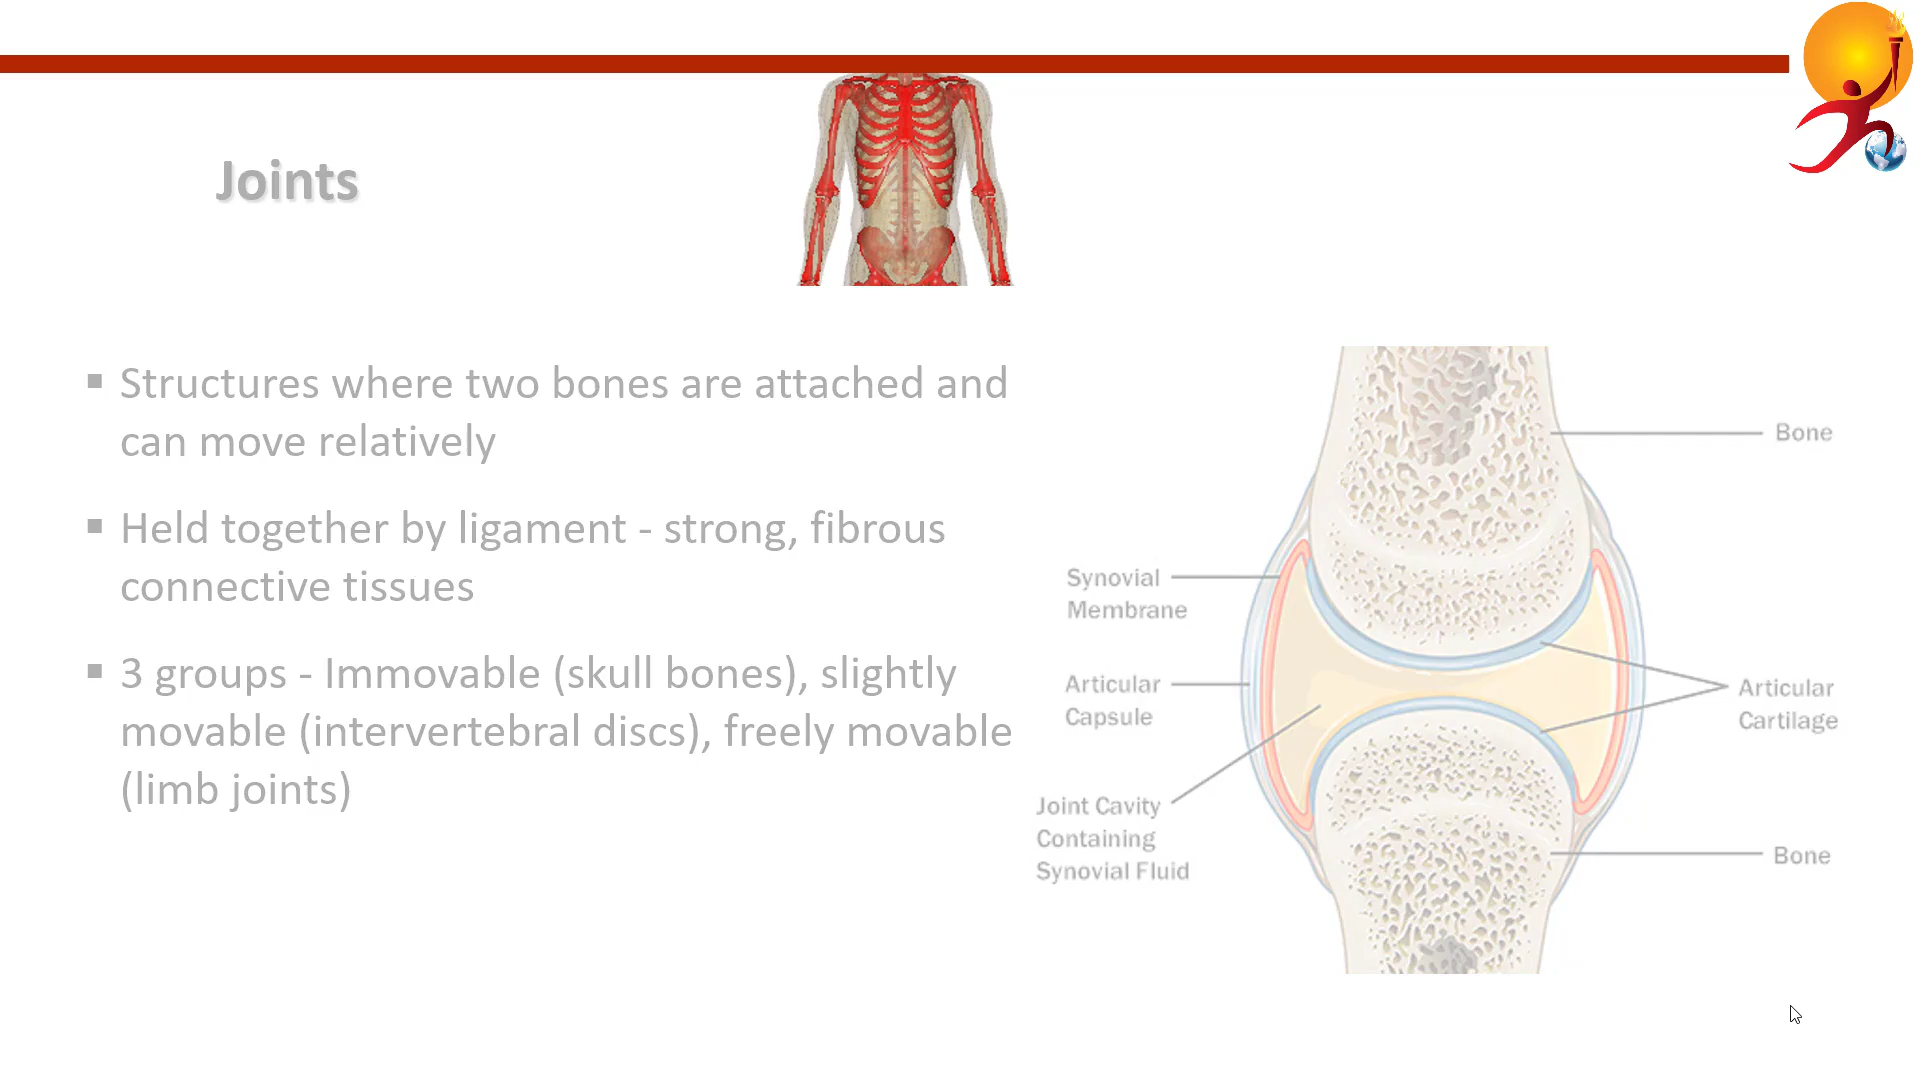 Joints
▪ Structures where two bones are attached and
can move relatively
▪ Held together by ligament - strong, fibrous
connective tissues
▪ 3 groups - Immovable (skull bones), slightly
movable (intervertebral discs), freely movable
(limb joints)
Bone
Synovial
Membrane
Articular
Capsule
Articular
Cartilage
Joint Cavity
Containing
Synovial Fluid
Bone